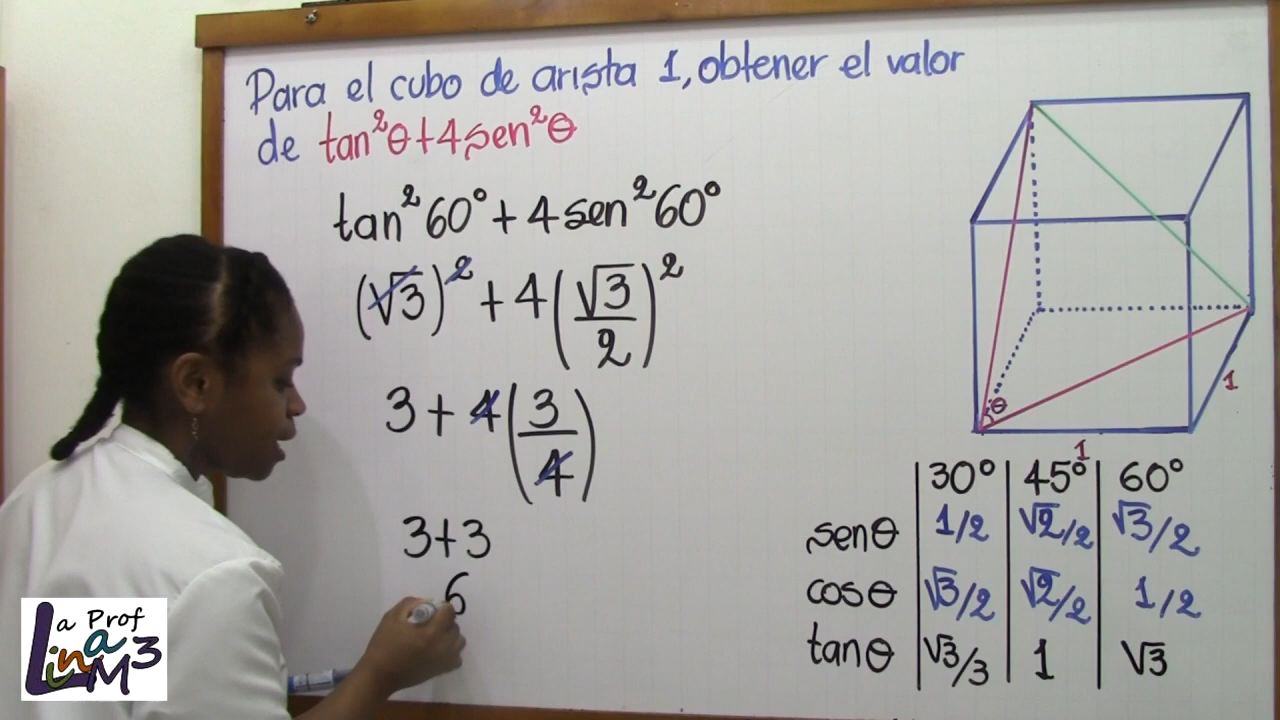 Para el cubo de arista 1, obtener el valor
de tan²θ+4sen²θ
tan²60°+4sen²60°
(√3)²+4(√3/2)²
3+4(3/4)
3+3
6
θ
1
1
30° 45° 60°
senθ 1/2 √2/2 √3/2
cosθ √3/2 √2/2 1/2
tanθ √3/3 1 √3
La Prof
Lina M3